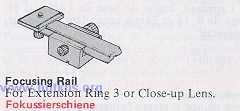 Focusing Rail
For Extension Ring 3 or Close-up Lens.
Fokussierschiene